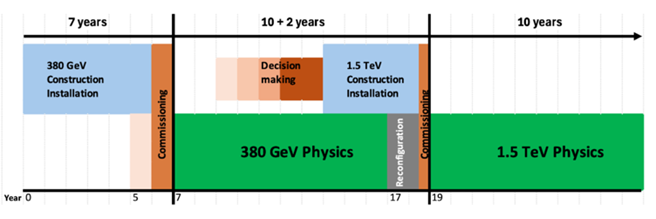 7 years
10 + 2 years
10 years
380 GeV
Construction
Installation
Commissioning
Decision
making
1.5 TeV
Construction
Installation
Commissioning
380 GeV Physics
Reconfiguration
1.5 TeV Physics
Year 0 5 7 17 19